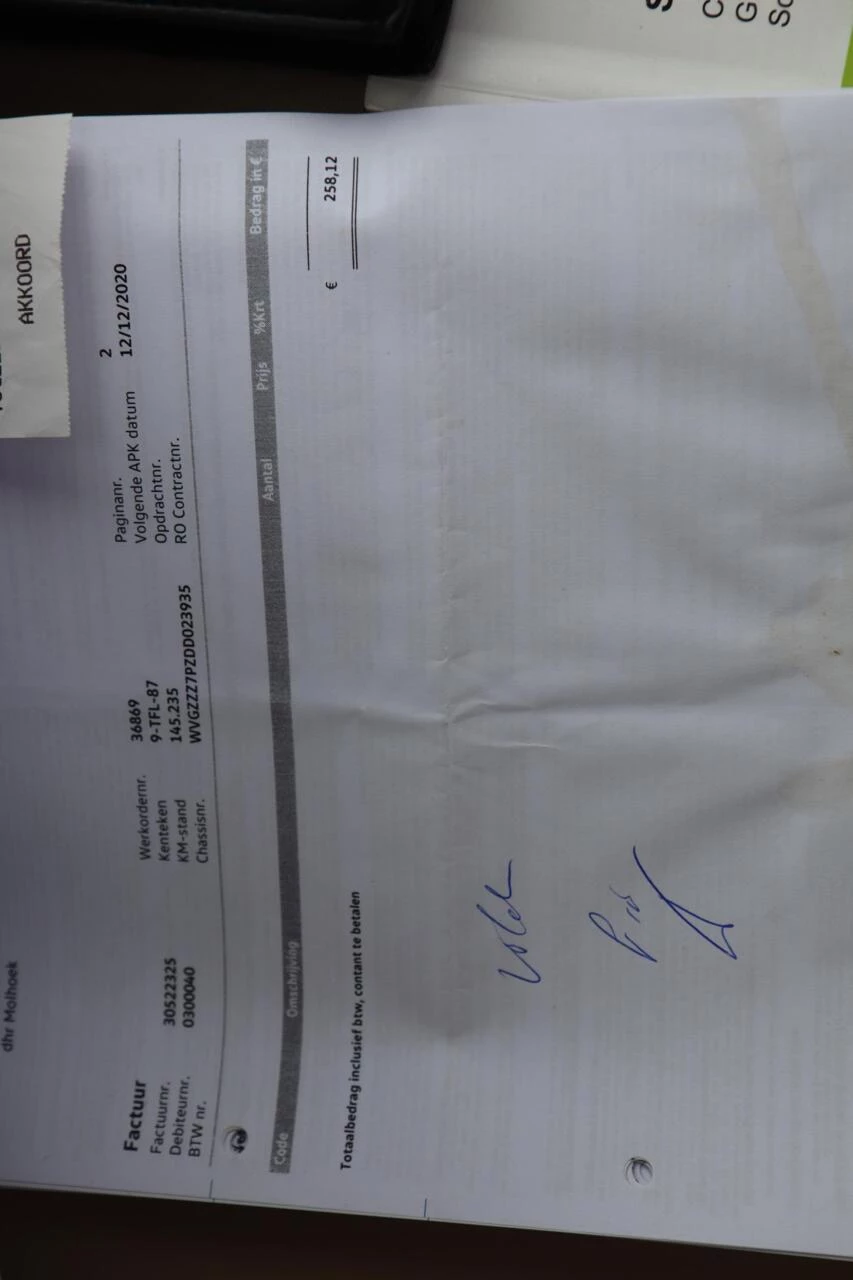 AKKOORD
dhr Molhoek
Factuur
Factuurnr. 30522325
Debiteurnr. 0300040
BTW nr.
Werkordernr. 36869
Kenteken 9-TFL-87
KM-stand 145.235
Chassisnr. WVGZZZ7PZDD023935
Paginanr. 2
Volgende APK datum 12/12/2020
Opdrachtnr.
RO Contractnr.
Code Omschrijving Aantal Prijs %Krt Bedrag in €
Totaalbedrag inclusief btw, contant te betalen € 258,12